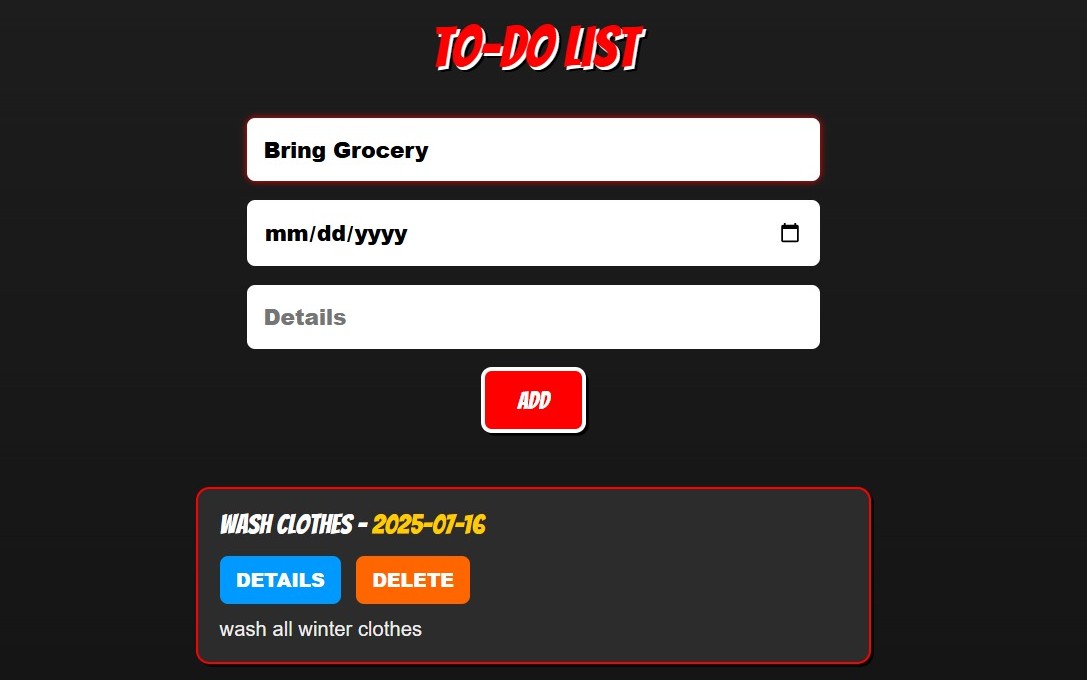 TO-DO LIST
Bring Grocery
mm/dd/yyyy
Details
ADD
WASH CLOTHES - 2025-07-16
DETAILS DELETE
wash all winter clothes